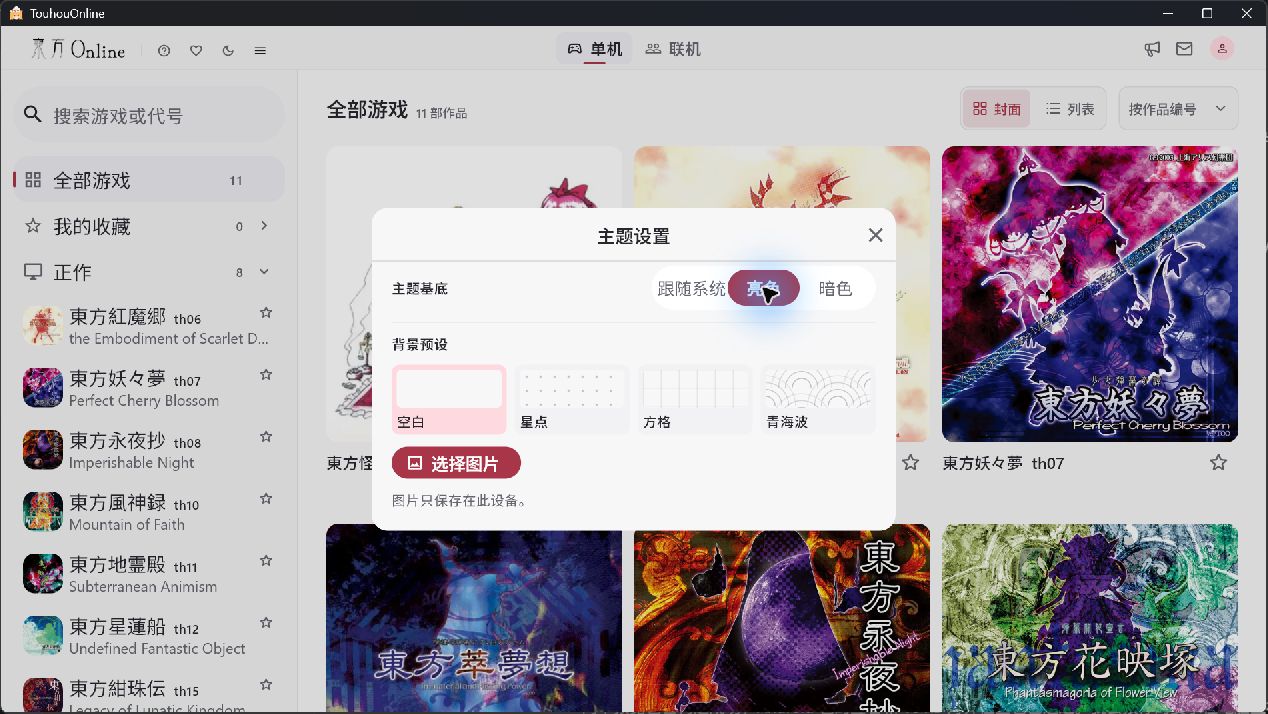 TouhouOnline
東方 Online
单机
联机
搜索游戏或代号
全部游戏 11
我的收藏 0
正作 8
東方紅魔郷 th06
the Embodiment of Scarlet D...
東方妖々夢 th07
Perfect Cherry Blossom
東方永夜抄 th08
Imperishable Night
東方風神録 th10
Mountain of Faith
東方地靈殿 th11
Subterranean Animism
東方星蓮船 th12
Undefined Fantastic Object
東方紺珠伝 th15
Legacy of Lunatic Kingdom
全部游戏 11 部作品
封面
列表
按作品编号
主题设置
主题基底
跟随系统
亮色
暗色
背景预设
空白
星点
方格
青海波
选择图片
图片只保存在此设备。
東方妖々夢
Perfect Cherry Blossom
東方怪
東方妖々夢 th07
東方萃夢想
Immaterial and Missing Power
東方永夜抄
Imperishable Night
東方花映塚
Phantasmagoria of Flower View